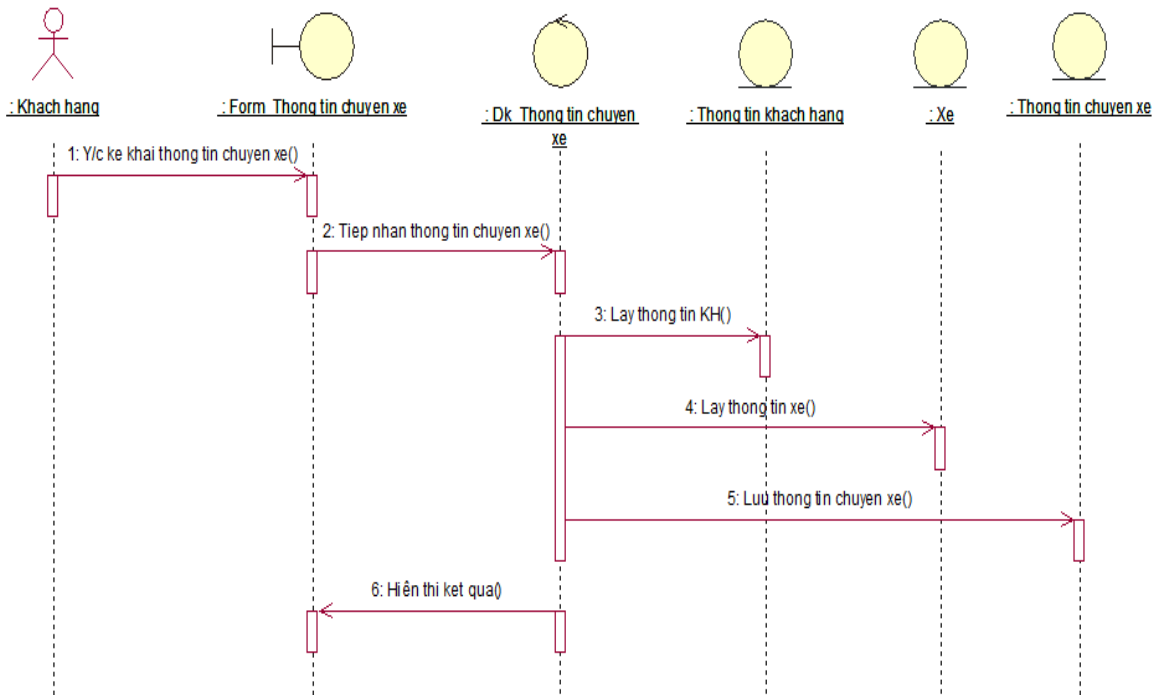 : Khach hang
: Form_Thong tin chuyen xe
: Dk_Thong tin chuyen
xe
: Thong tin khach hang
: Xe
: Thong tin chuyen xe
1: Y/c ke khai thong tin chuyen xe()
2: Tiep nhan thong tin chuyen xe()
3: Lay thong tin KH()
4: Lay thong tin xe()
5: Luu thong tin chuyen xe()
6: Hiên thi ket qua()